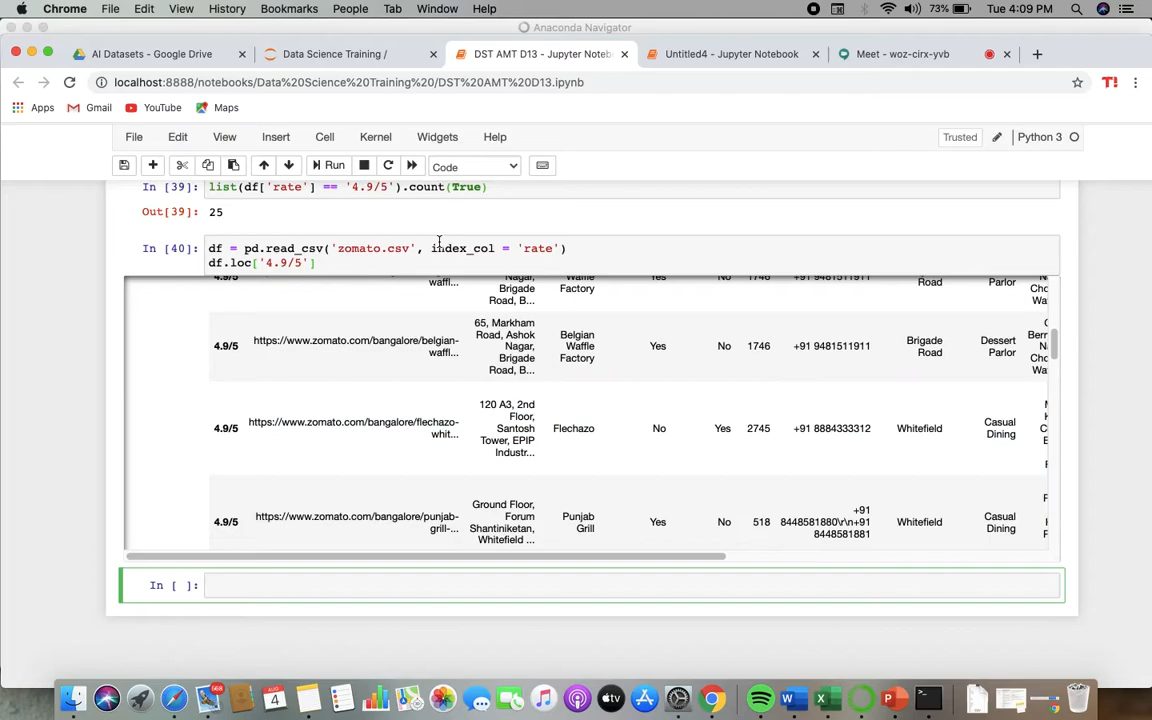 Chrome File Edit View History Bookmarks People Tab Window Help 73% Tue 4:09 PM
Anaconda Navigator
AI Datasets - Google Drive × Data Science Training / × DST AMT D13 - Jupyter Noteb × Untitled4 - Jupyter Notebook × Meet - woz-cirx-yvb × +
localhost:8888/notebooks/Data%20Science%20Training%20/DST%20AMT%20D13.ipynb
Apps Gmail YouTube Maps
File Edit View Insert Cell Kernel Widgets Help Trusted Python 3
Run Code
In [39]: list(df['rate'] == '4.9/5').count(True)
Out[39]: 25
In [40]: df = pd.read_csv('zomato.csv', index_col = 'rate')
df.loc['4.9/5']
4.9/5 waffl... Nagar, Brigade Road, B... Waffle Factory Yes No 1746 +91 9481511911 Road Parlor
4.9/5 https://www.zomato.com/bangalore/belgian-waffl... 65, Markham Road, Ashok Nagar, Brigade Road, B... Belgian Waffle Factory Yes No 1746 +91 9481511911 Brigade Road Dessert Parlor
4.9/5 https://www.zomato.com/bangalore/flechazo-whit... 120 A3, 2nd Floor, Santosh Tower, EPIP Industr... Flechazo No Yes 2745 +91 8884333312 Whitefield Casual Dining
4.9/5 https://www.zomato.com/bangalore/punjab-grill-... Ground Floor, Forum Shantiniketan, Whitefield ... Punjab Grill Yes No 518 +91 8448581880\r\n+91 8448581881 Whitefield Casual Dining
In [ ]: